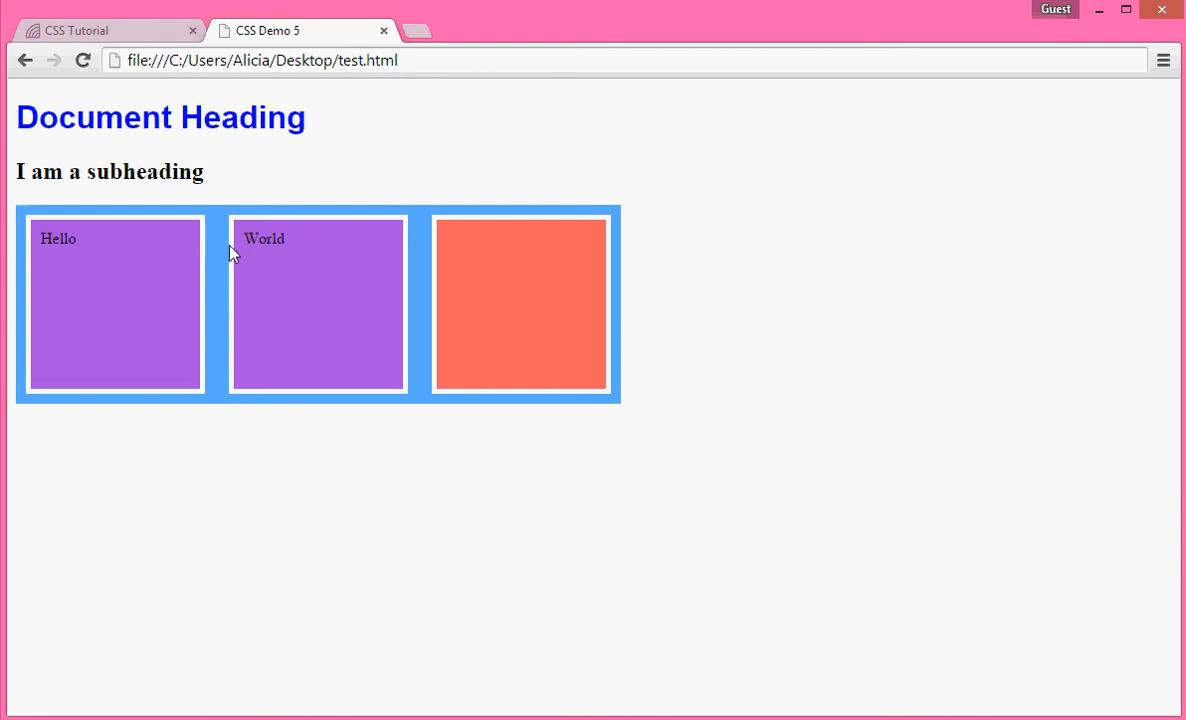 Guest
CSS Tutorial
CSS Demo 5
file:///C:/Users/Alicia/Desktop/test.html
Document Heading
I am a subheading
Hello
World